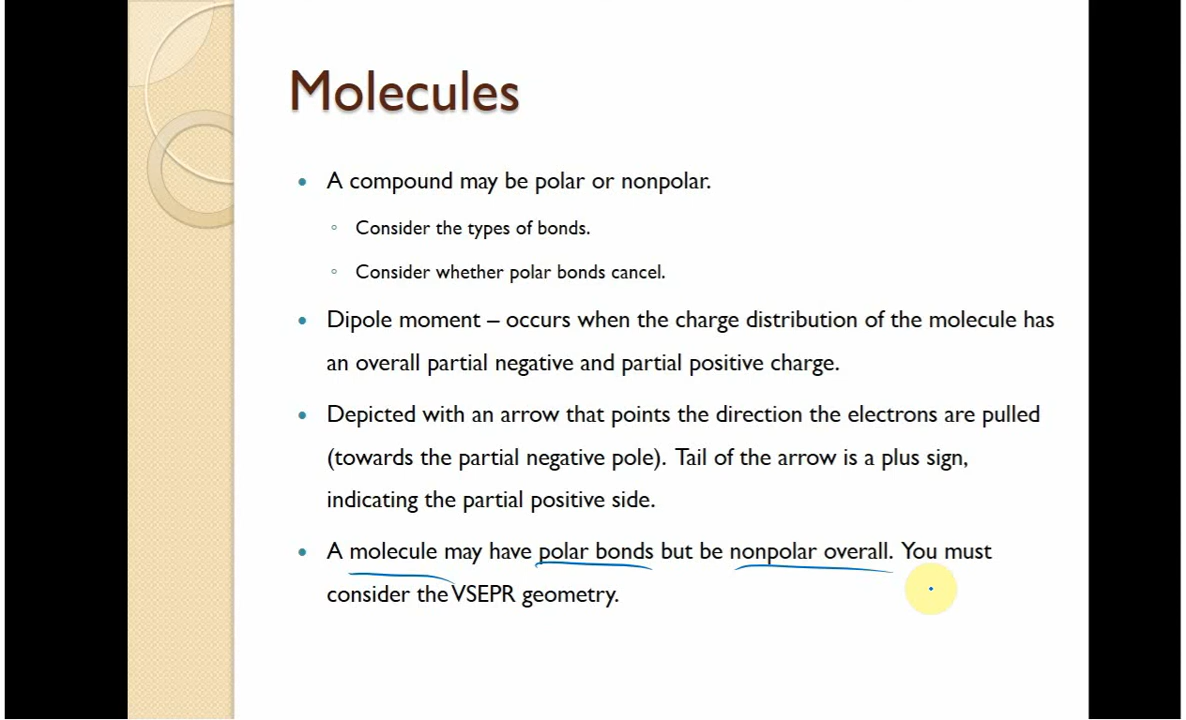 Molecules
• A compound may be polar or nonpolar.
◦ Consider the types of bonds.
◦ Consider whether polar bonds cancel.
• Dipole moment – occurs when the charge distribution of the molecule has
an overall partial negative and partial positive charge.
• Depicted with an arrow that points the direction the electrons are pulled
(towards the partial negative pole). Tail of the arrow is a plus sign,
indicating the partial positive side.
• A molecule may have polar bonds but be nonpolar overall. You must
consider the VSEPR geometry.